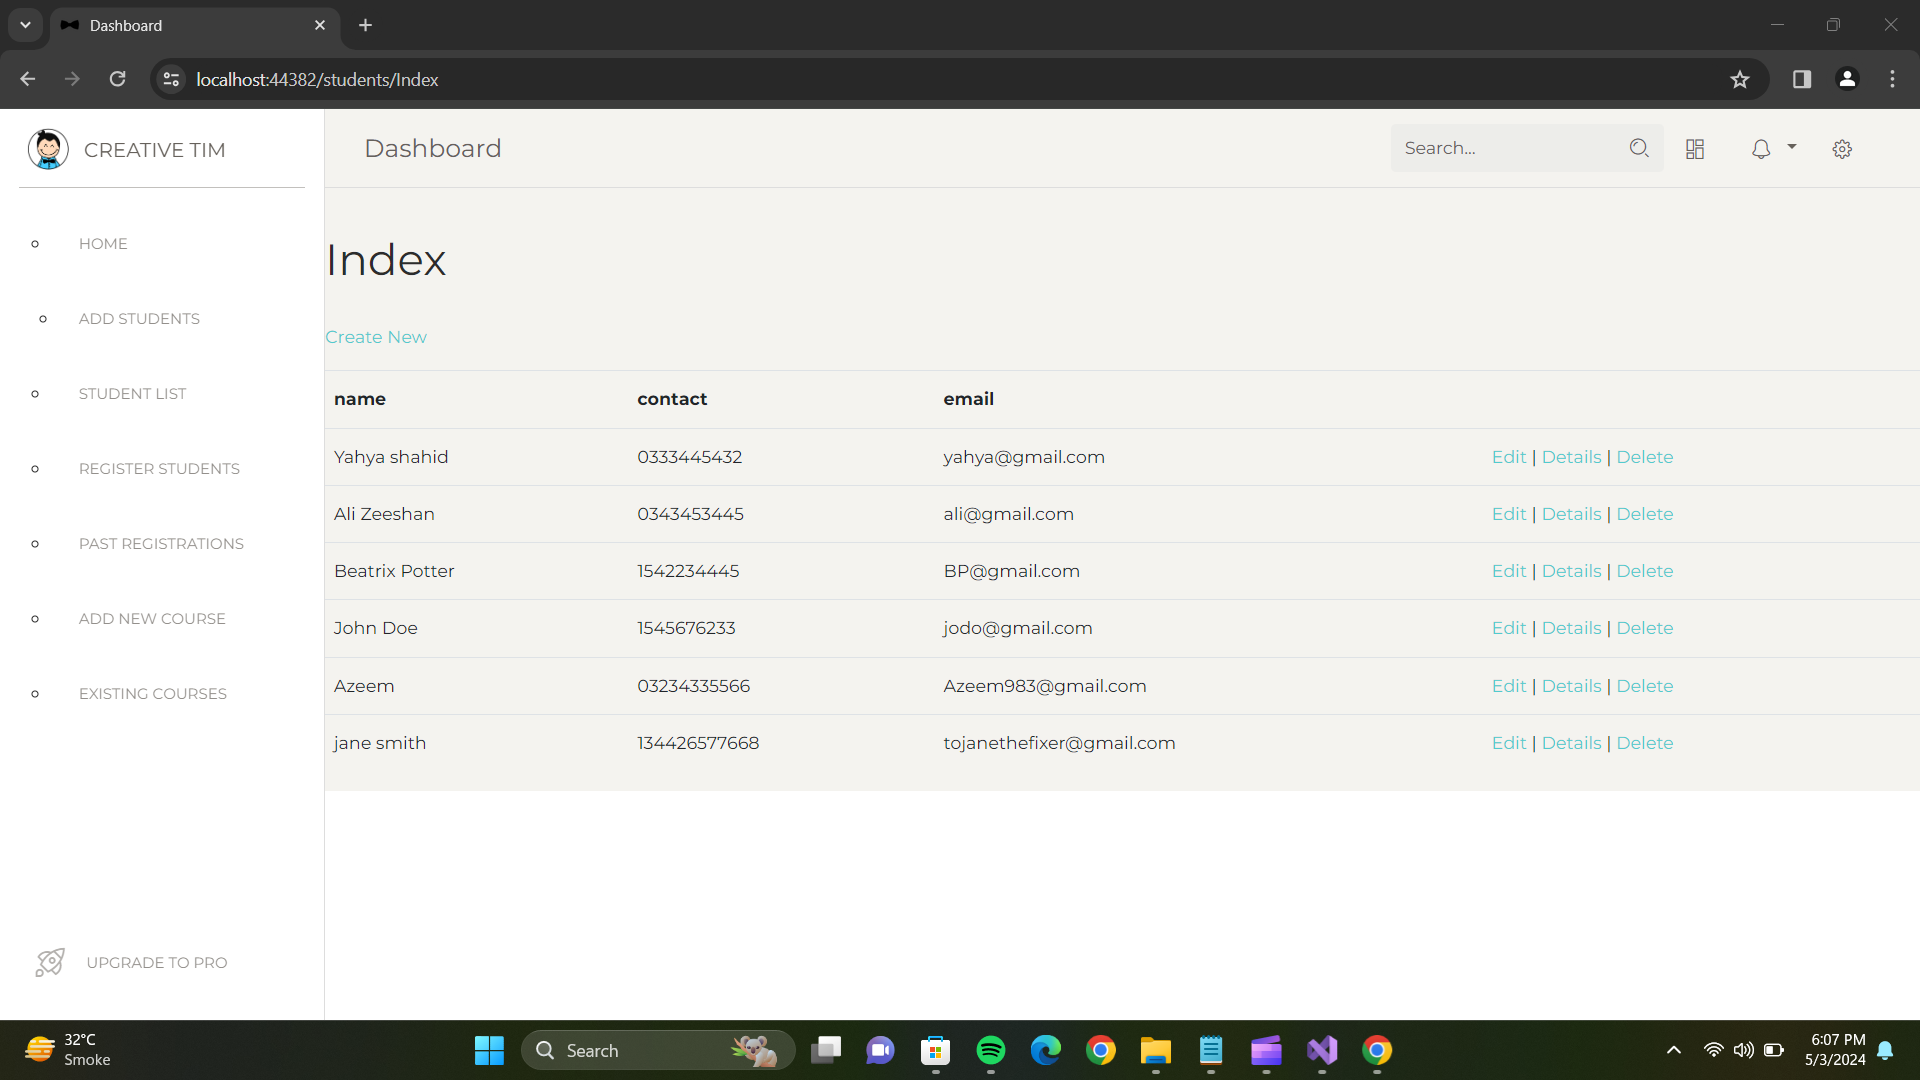 Dashboard
localhost:44382/students/Index
CREATIVE TIM
Dashboard
Search...
HOME
ADD STUDENTS
STUDENT LIST
REGISTER STUDENTS
PAST REGISTRATIONS
ADD NEW COURSE
EXISTING COURSES
UPGRADE TO PRO
Index
Create New
name contact email
Yahya shahid 0333445432 yahya@gmail.com Edit | Details | Delete
Ali Zeeshan 0343453445 ali@gmail.com Edit | Details | Delete
Beatrix Potter 1542234445 BP@gmail.com Edit | Details | Delete
John Doe 1545676233 jodo@gmail.com Edit | Details | Delete
Azeem 03234335566 Azeem983@gmail.com Edit | Details | Delete
jane smith 134426577668 tojanethefixer@gmail.com Edit | Details | Delete
32°C
Smoke
Search
6:07 PM
5/3/2024